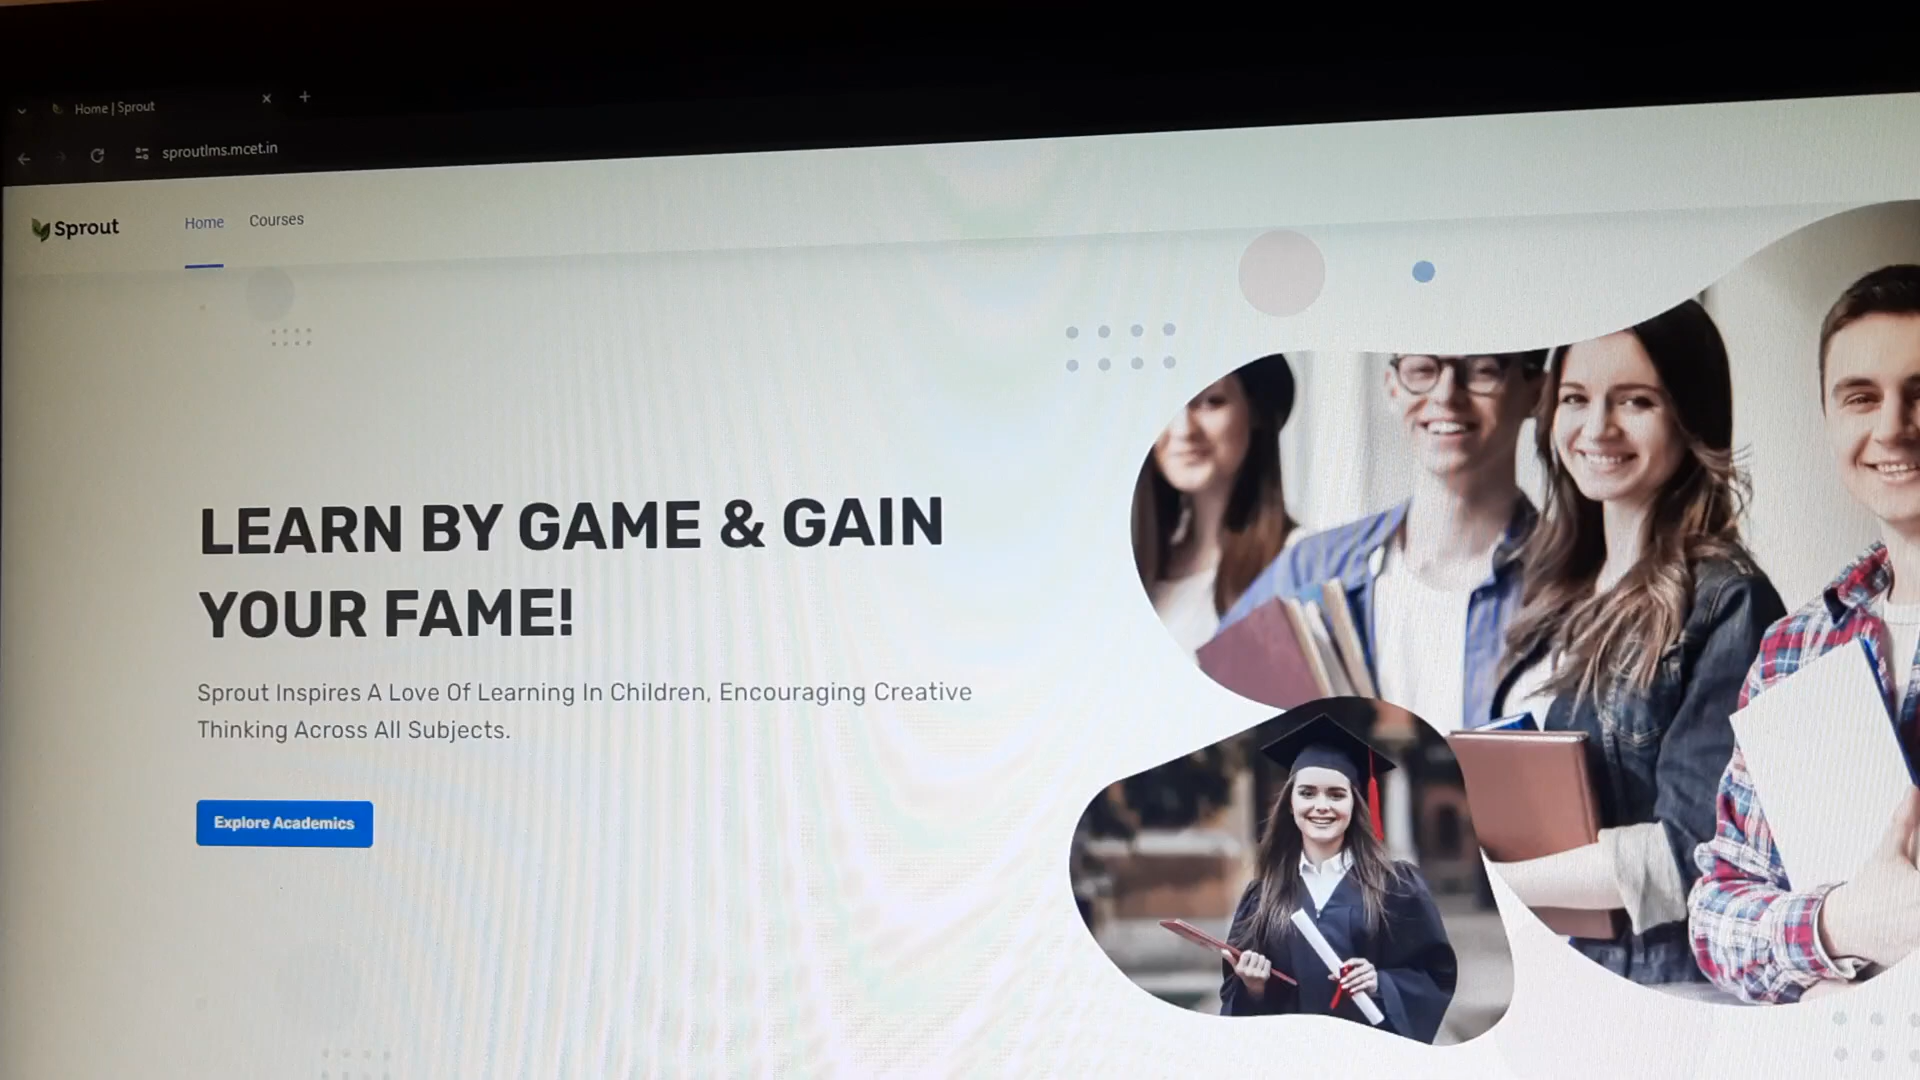 Home | Sprout
sproutlms.mcet.in
Sprout
Home Courses
LEARN BY GAME & GAIN
YOUR FAME!
Sprout Inspires A Love Of Learning In Children, Encouraging Creative
Thinking Across All Subjects.
Explore Academics